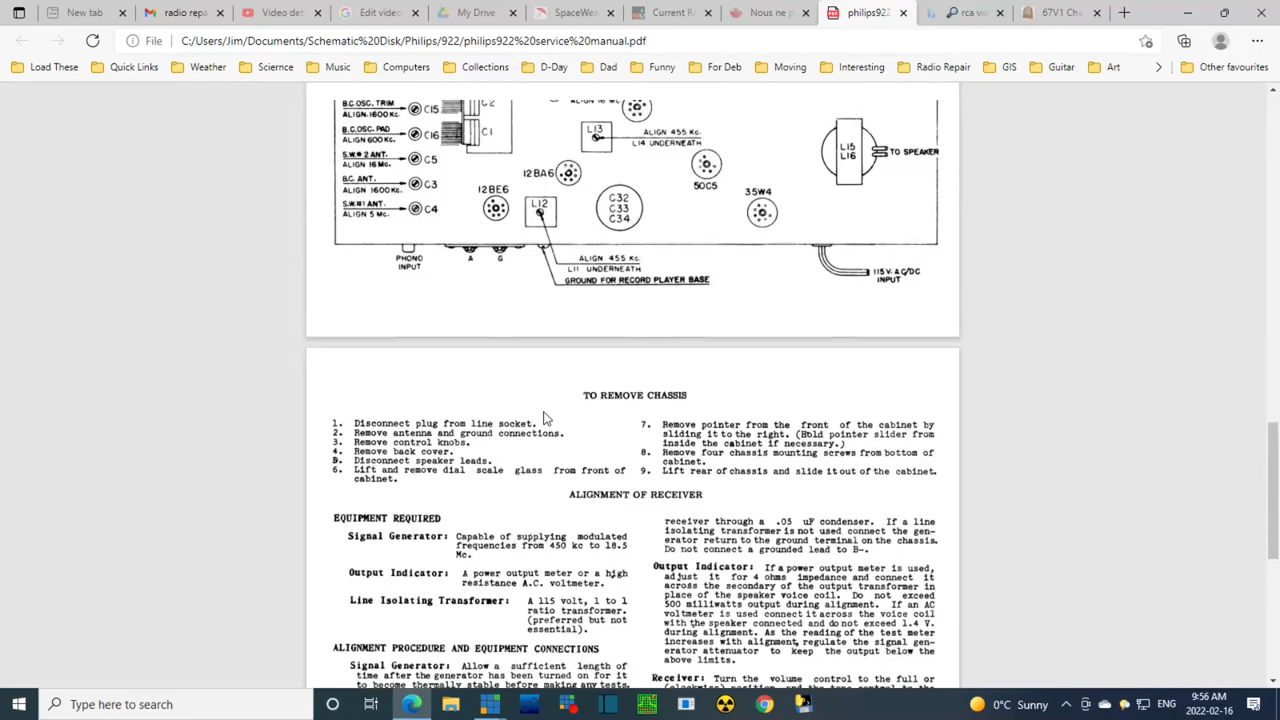 New tab
radio repa
Video det
Edit videos
My Drive
SpaceWea
Current R
Nous ne p
philips922
rca vi
67V1 Cha
File
C:/Users/Jim/Documents/Schematic%20Disk/Philips/922/philips922%20service%20manual.pdf
Load These
Quick Links
Weather
Sciernce
Music
Computers
Collections
D-Day
Dad
Funny
For Deb
Moving
Interesting
Radio Repair
GIS
Guitar
Art
Other favourites
B.C. OSC. TRIM
ALIGN. 1600 Kc.
C15
C2
B.C. OSC. PAD
ALIGN 600 Kc.
C16
C1
S.W.#2 ANT.
ALIGN 16 Mc.
C5
B.C. ANT.
ALIGN 1600 Kc.
C3
S.W.#1 ANT.
ALIGN 5 Mc.
C4
L13
ALIGN 455 Kc.
L14 UNDERNEATH
12BA6
12BE6
L12
C32
C33
C34
50C5
35W4
L15
L16
TO SPEAKER
PHONO
INPUT
A
G
ALIGN 455 Kc.
L11 UNDERNEATH
GROUND FOR RECORD PLAYER BASE
115 V. AC/DC
INPUT
TO REMOVE CHASSIS
1. Disconnect plug from line socket.
2. Remove antenna and ground connections.
3. Remove control knobs.
4. Remove back cover.
5. Disconnect speaker leads.
6. Lift and remove dial scale glass from front of
cabinet.
7. Remove pointer from the front of the cabinet by
sliding it to the right. (Hold pointer slider from
inside the cabinet if necessary.)
8. Remove four chassis mounting screws from bottom of
cabinet.
9. Lift rear of chassis and slide it out of the cabinet.
ALIGNMENT OF RECEIVER
EQUIPMENT REQUIRED
Signal Generator: Capable of supplying modulated
frequencies from 450 kc to 18.5
Mc.
Output Indicator: A power output meter or a high
resistance A.C. voltmeter.
Line Isolating Transformer: A 115 volt, 1 to 1
ratio transformer.
(preferred but not
essential).
ALIGNMENT PROCEDURE AND EQUIPMENT CONNECTIONS
Signal Generator: Allow a sufficient length of
time after the generator has been turned on for it
to become thermally stable before making any tests.
receiver through a .05 uF condenser. If a line
isolating transformer is not used connect the gen-
erator return to the ground terminal on the chassis.
Do not connect a grounded lead to B-.
Output Indicator: If a power output meter is used,
adjust it for 4 ohms impedance and connect it
across the secondary of the output transformer in
place of the speaker voice coil. Do not exceed
500 milliwatts output during alignment. If an AC
voltmeter is used connect it across the voice coil
with the speaker connected and do not exceed 1.4 V.
during alignment. As the reading of the test meter
increases with alignment, regulate the signal gen-
erator attenuator to keep the output below the
above limits.
Receiver: Turn the volume control to the full or
Type here to search
0°C Sunny
ENG
9:56 AM
2022-02-16